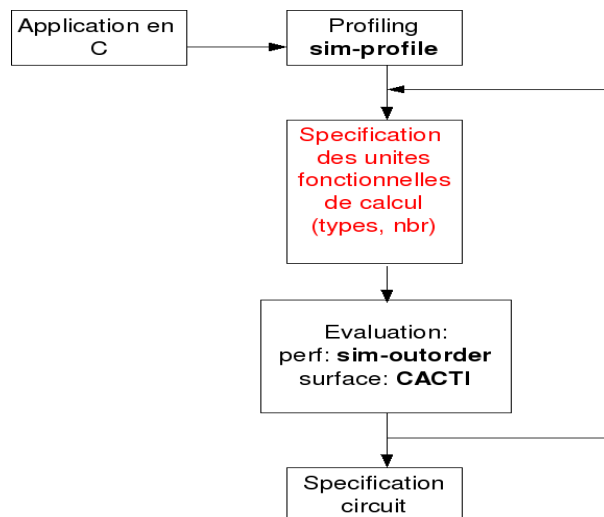 Application en
C
Profiling
sim-profile
Specification
des unites
fonctionnelles
de calcul
(types, nbr)
Evaluation:
perf: sim-outorder
surface: CACTI
Specification
circuit